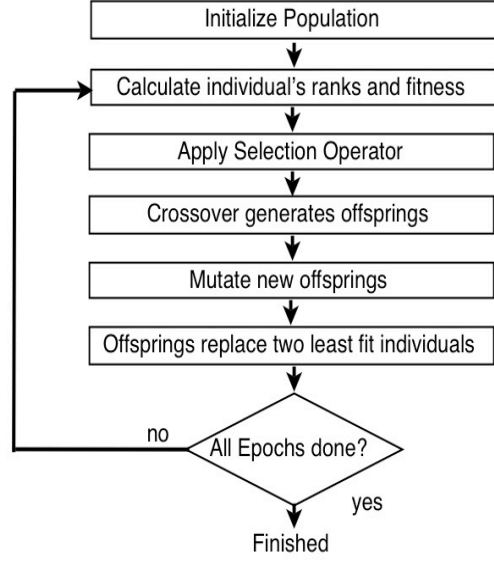 Initialize Population
Calculate individual's ranks and fitness
Apply Selection Operator
Crossover generates offsprings
Mutate new offsprings
Offsprings replace two least fit individuals
All Epochs done?
no
yes
Finished